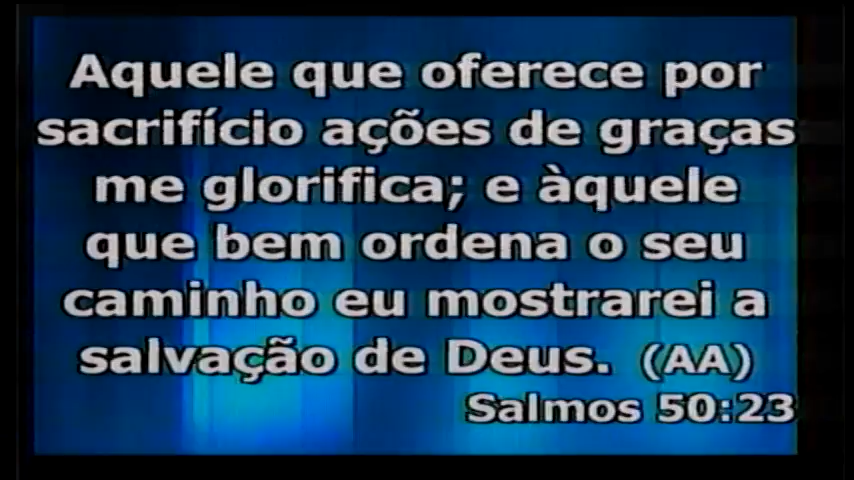 Aquele que oferece por
sacrifício ações de graças
me glorifica; e àquele
que bem ordena o seu
caminho eu mostrarei a
salvação de Deus. (AA)
Salmos 50:23